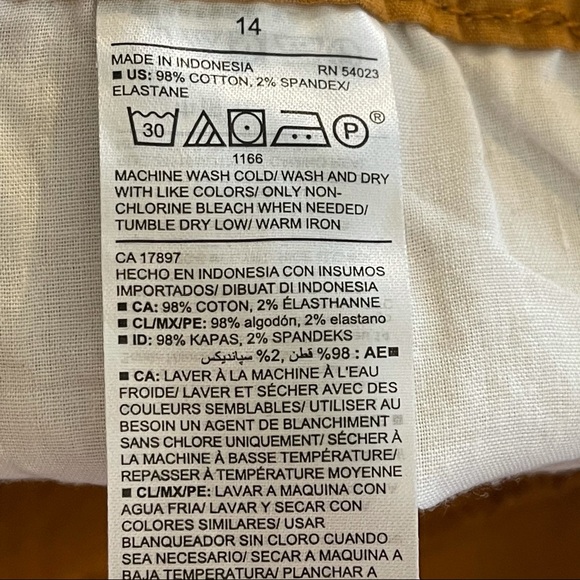 14
MADE IN INDONESIA RN 54023
■ US: 98% COTTON, 2% SPANDEX/
ELASTANE
30 P ®
1166
MACHINE WASH COLD/ WASH AND DRY
WITH LIKE COLORS/ ONLY NON-
CHLORINE BLEACH WHEN NEEDED/
TUMBLE DRY LOW/ WARM IRON
CA 17897
HECHO EN INDONESIA CON INSUMOS
IMPORTADOS/ DIBUAT DI INDONESIA
■ CA: 98% COTON, 2% ÉLASTHANNE
■ CL/MX/PE: 98% algodón, 2% elastano
■ ID: 98% KAPAS, 2% SPANDEKS
■AE : 98% قطن, 2% سپانديكس
■ CA: LAVER À LA MACHINE À L'EAU
FROIDE/ LAVER ET SÉCHER AVEC DES
COULEURS SEMBLABLES/ UTILISER AU
BESOIN UN AGENT DE BLANCHIMENT
SANS CHLORE UNIQUEMENT/ SÉCHER À
LA MACHINE À BASSE TEMPÉRATURE/
REPASSER À TEMPÉRATURE MOYENNE
■ CL/MX/PE: LAVAR A MAQUINA CON
AGUA FRIA/ LAVAR Y SECAR CON
COLORES SIMILARES/ USAR
BLANQUEADOR SIN CLORO CUANDO
SEA NECESARIO/ SECAR A MAQUINA A
BAJA TEMPERATURA/ PLANCHAR A